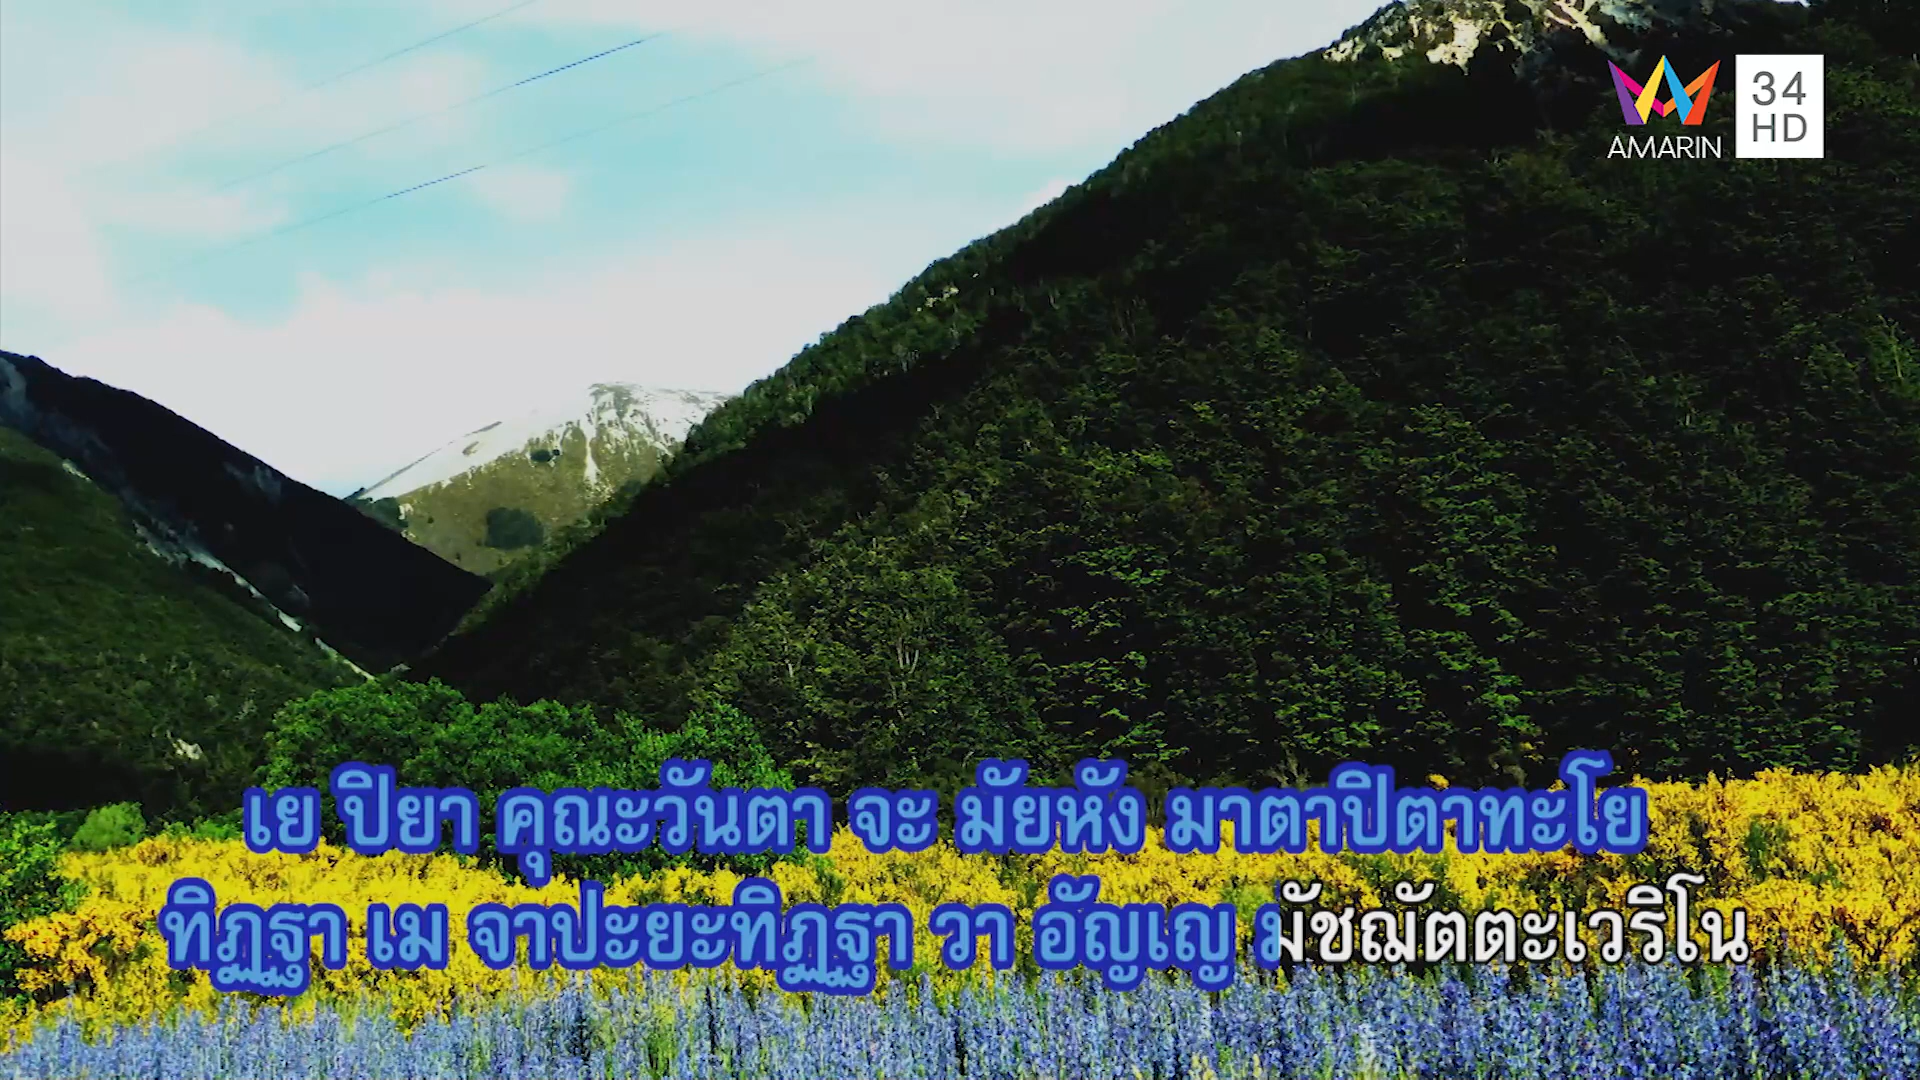 AMARIN
34
HD
เย ปิยา คุณะวันตา จะ มัยหัง มาตาปิตาทะโย
ทิฏฐา เม จาปะยะทิฏฐา วา อัญเญ มัชฌัตตะเวริโน